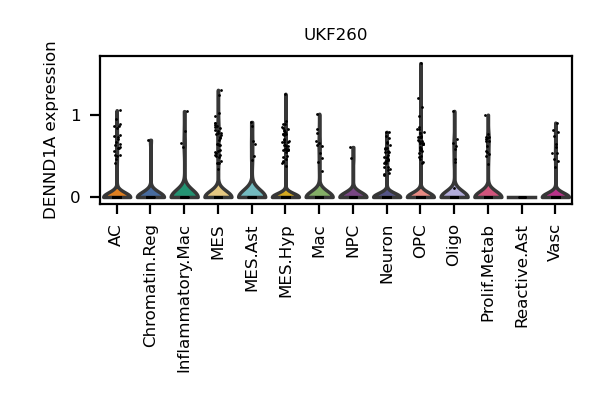 UKF260
DENND1A expression
1
0
AC
Chromatin.Reg
Inflammatory.Mac
MES
MES.Ast
MES.Hyp
Mac
NPC
Neuron
OPC
Oligo
Prolif.Metab
Reactive.Ast
Vasc